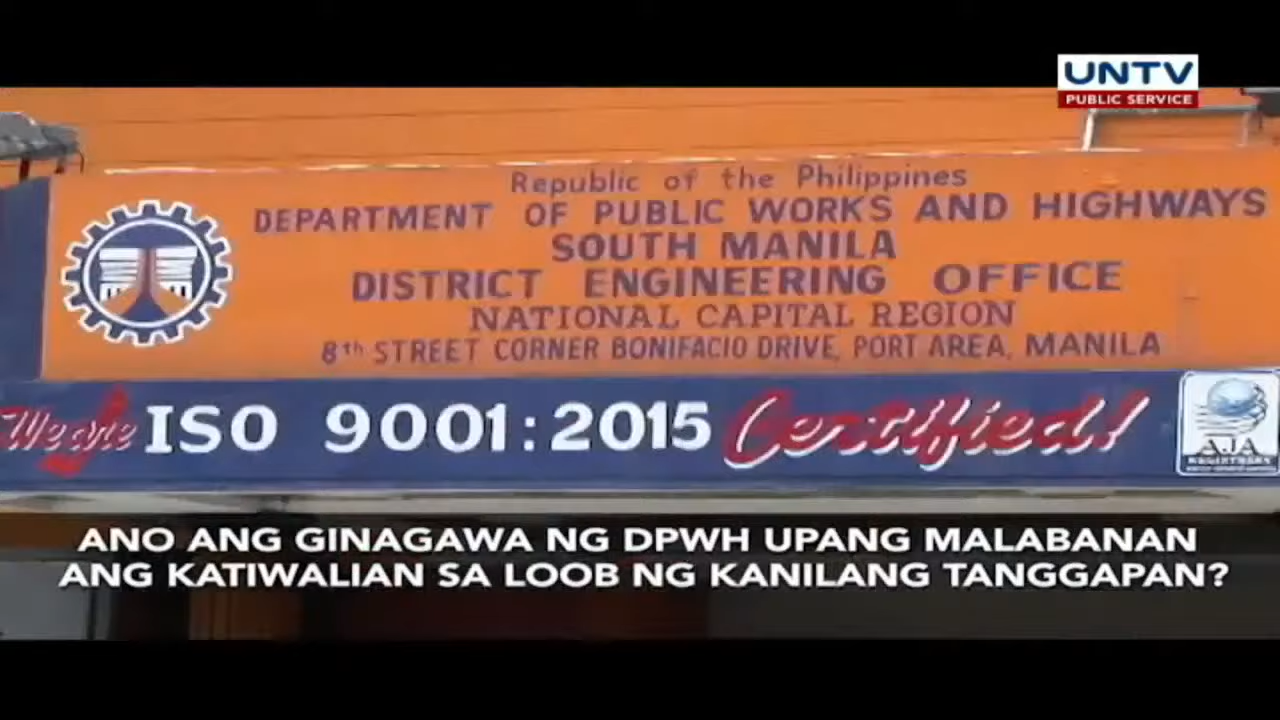 UNTV
PUBLIC SERVICE
Republic of the Philippines
DEPARTMENT OF PUBLIC WORKS AND HIGHWAYS
SOUTH MANILA
DISTRICT ENGINEERING OFFICE
NATIONAL CAPITAL REGION
8th STREET CORNER BONIFACIO DRIVE, PORT AREA, MANILA
We are ISO 9001:2015 Certified!
AJA
REGISTRARS
ANO ANG GINAGAWA NG DPWH UPANG MALABANAN
ANG KATIWALIAN SA LOOB NG KANILANG TANGGAPAN?